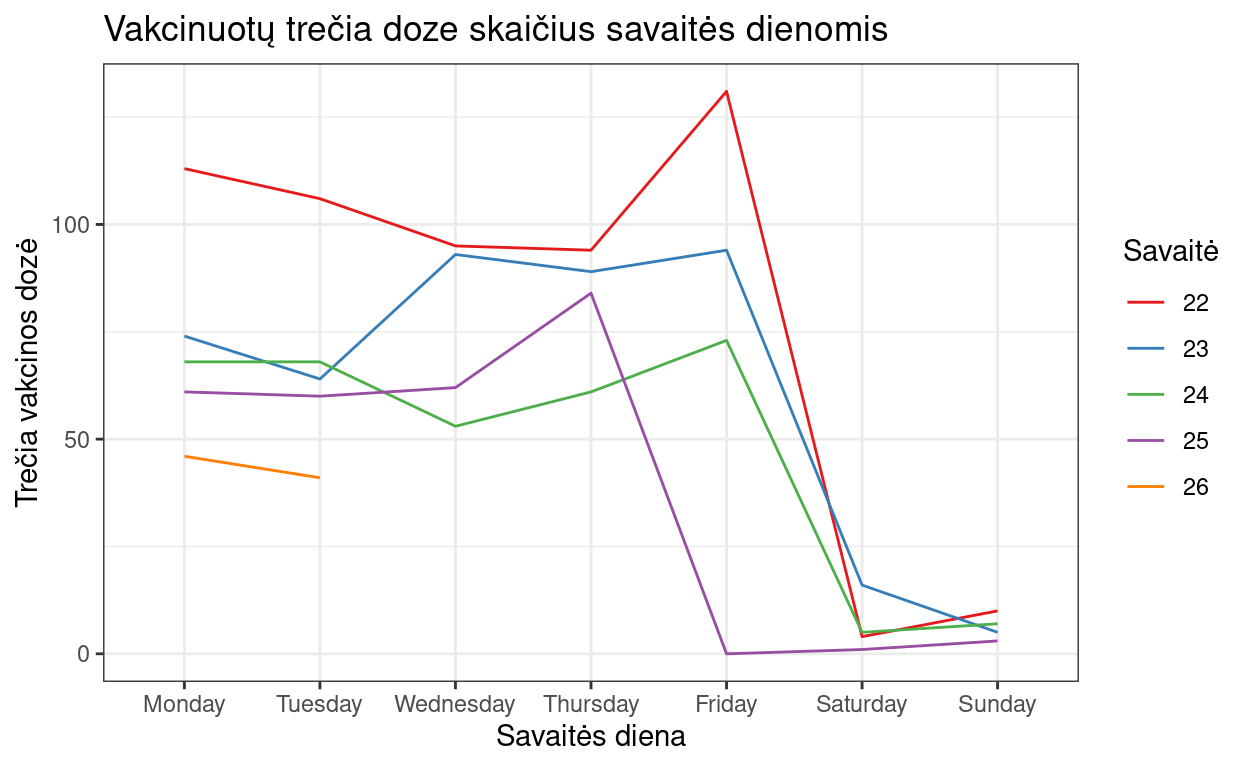 Vakcinuotų trečia doze skaičius savaitės dienomis
Trečia vakcinos dozė
100
50
0
Monday Tuesday Wednesday Thursday Friday Saturday Sunday
Savaitės diena
Savaitė
22
23
24
25
26